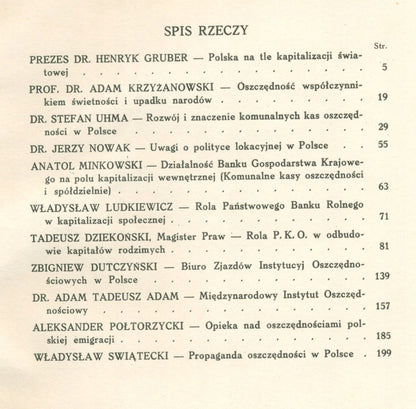 SPIS RZECZY
Str.
PREZES DR. HENRYK GRUBER — Polska na tle kapitalizacji świa-
towej . . . . . . . . . . . . . . 5
PROF. DR. ADAM KRZYŻANOWSKI — Oszczędność współczynni-
kiem świetności i upadku narodów . . . . . . . 19
DR. STEFAN UHMA — Rozwój i znaczenie komunalnych kas oszczęd-
ności w Polsce . . . . . . . . . . . 29
DR. JERZY NOWAK — Uwagi o polityce lokacyjnej w Polsce . . 55
ANATOL MINKOWSKI — Działalność Banku Gospodarstwa Krajowe-
go na polu kapitalizacji wewnętrznej (Komunalne kasy oszczędności
i spółdzielnie) . . . . . . . . . . . 63
WŁADYSŁAW LUDKIEWICZ — Rola Państwowego Banku Rolnego
w kapitalizacji społecznej . . . . . . . . . 71
TADEUSZ DZIEKOŃSKI, Magister Praw — Rola P. K. O. w odbudo-
wie kapitałów rodzimych . . . . . . . . . 81
ZBIGNIEW DUTCZYŃSKI — Biuro Zjazdów Instytucyj Oszczędno-
ściowych w Polsce . . . . . . . . . . 139
DR. ADAM TADEUSZ ADAM — Międzynarodowy Instytut Oszczęd-
nościowy . . . . . . . . . . . . 157
ALEKSANDER POŁTORZYCKI — Opieka nad oszczędnościami pol-
skiej emigracji . . . . . . . . . . . 185
WŁADYSŁAW ŚWIĄTECKI — Propaganda oszczędności w Polsce . 199